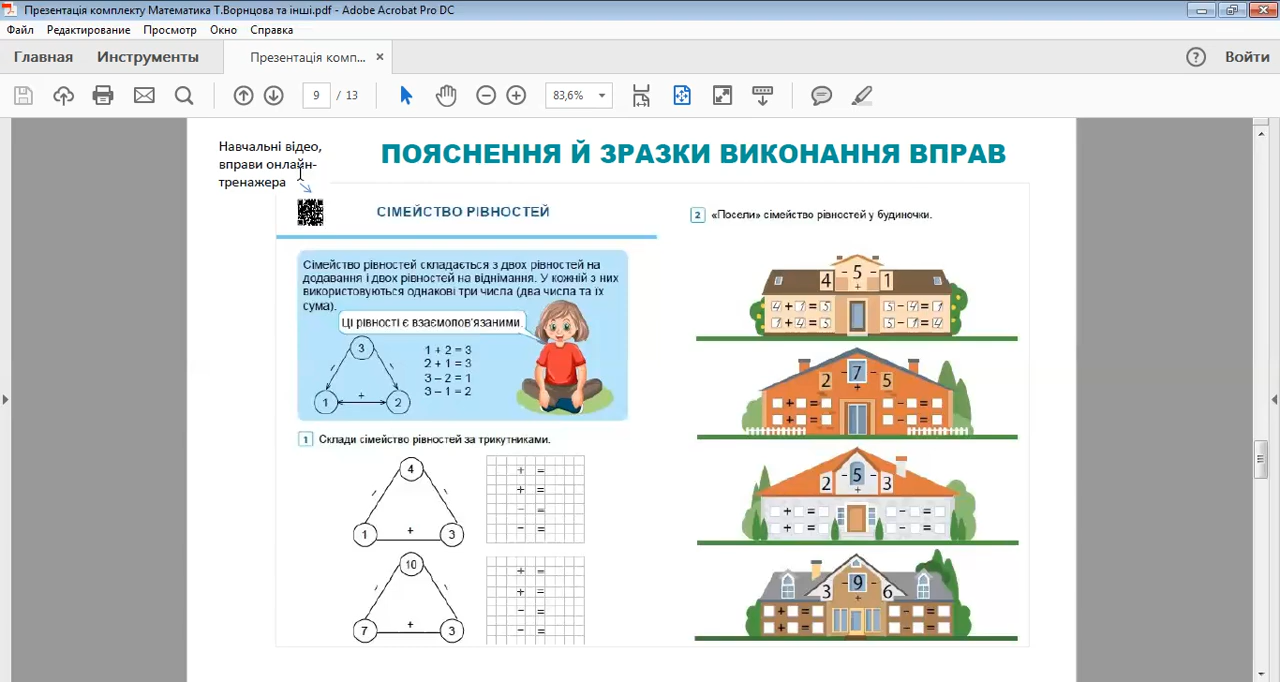 Презентація комплекту Математика Т.Ворнцова та інші.pdf - Adobe Acrobat Pro DC
Файл Редактирование Просмотр Окно Справка
Главная Инструменты Презентація комп... × ? Войти
9 / 13 83,6%
Навчальні відео,
вправи онлайн-
тренажера
ПОЯСНЕННЯ Й ЗРАЗКИ ВИКОНАННЯ ВПРАВ
СІМЕЙСТВО РІВНОСТЕЙ
Сімейство рівностей складається з двох рівностей на
додавання і двох рівностей на віднімання. У кожній з них
використовуються однакові три числа (два числа та їх
сума).
Ці рівності є взаємопов’язаними.
3
1 + 2
1 + 2 = 3
2 + 1 = 3
3 – 2 = 1
3 – 1 = 2
1 Склади сімейство рівностей за трикутниками.
4
1 + 3
+ =
+ =
- =
- =
10
7 + 3
+ =
+ =
- =
- =
2 «Посели» сімейство рівностей у будиночки.
4 - 5 - 1
+
4 + 1 = 5 5 - 4 = 1
1 + 4 = 5 5 - 1 = 4
2 - 7 - 5
+
+ = - =
+ = - =
2 - 5 - 3
+
+ = - =
+ = - =
3 - 9 - 6
+
+ = - =
+ = - =